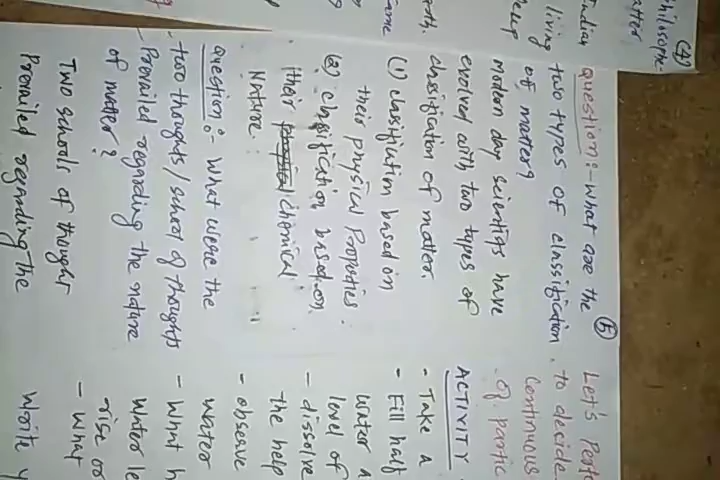 (4)
philosophe-
atter
Indian
living
(5)
question:- What are the
two types of classification
of matter?
modern day scientists have
evolved with two types of
classification of matter.
(1) classification based on
their physical Properties.
(2) classification based on
their chemical
Nature.
question:- What were the
two thoughts/school of thoughts
Prevailed regarding the nature
of matter?
Two schools of thought
Prevailed regarding the
Let's Perfo
to decide
Continuous
of partic
ACTIVITY
- Take a
- Fill half
Water a
level of
- dissolve
the help
- observe
Water
- What h
Water le
rise or
- What
Write y